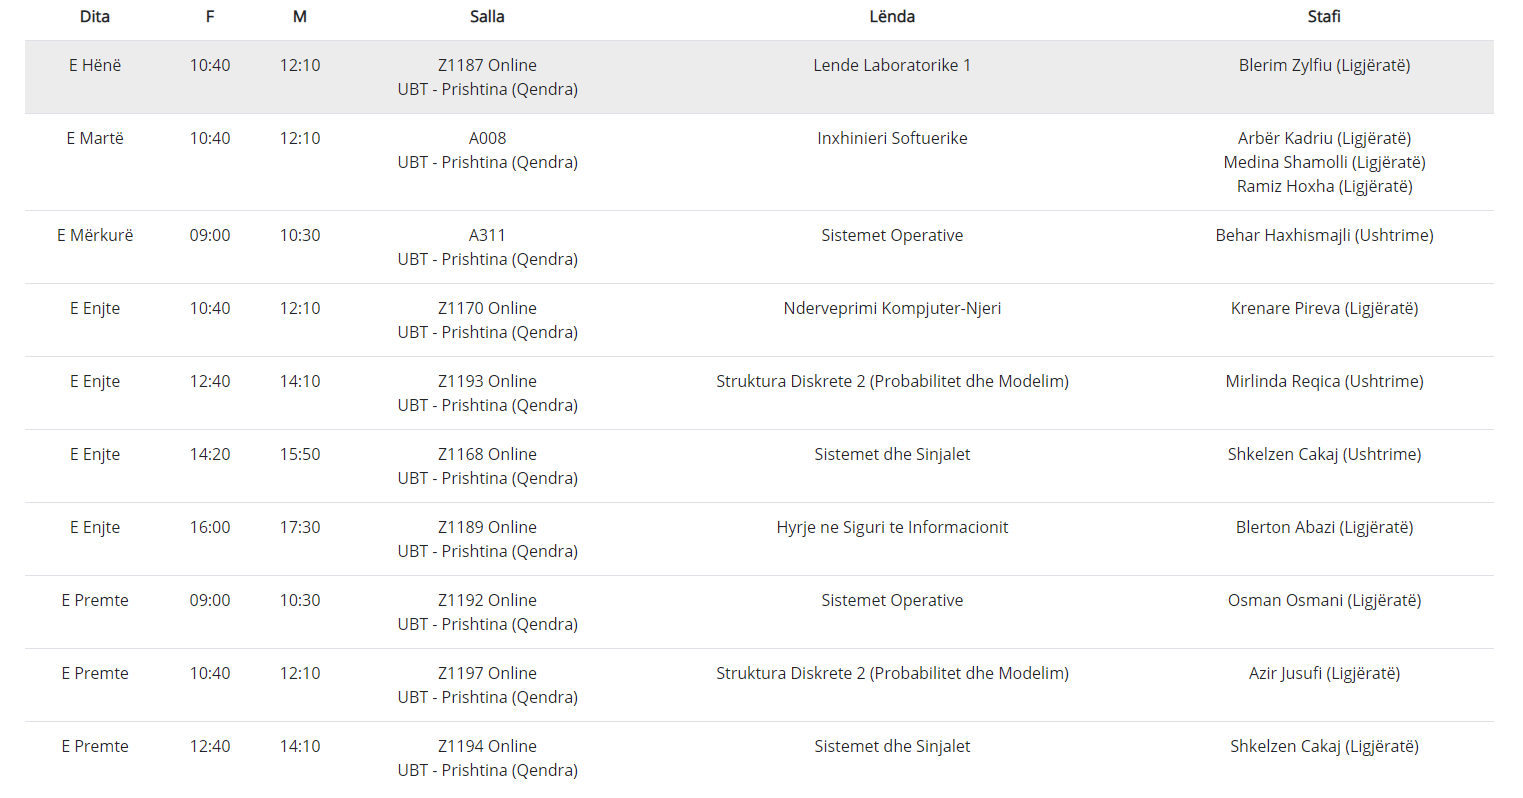 Dita F M Salla Lënda Stafi
E Hënë 10:40 12:10 Z1187 Online Lende Laboratorike 1 Blerim Zylfiu (Ligjëratë)
UBT - Prishtina (Qendra)
E Martë 10:40 12:10 A008 Inxhinieri Softuerike Arbër Kadriu (Ligjëratë)
UBT - Prishtina (Qendra) Medina Shamolli (Ligjëratë)
Ramiz Hoxha (Ligjëratë)
E Mërkurë 09:00 10:30 A311 Sistemet Operative Behar Haxhismajli (Ushtrime)
UBT - Prishtina (Qendra)
E Enjte 10:40 12:10 Z1170 Online Nderveprimi Kompjuter-Njeri Krenare Pireva (Ligjëratë)
UBT - Prishtina (Qendra)
E Enjte 12:40 14:10 Z1193 Online Struktura Diskrete 2 (Probabilitet dhe Modelim) Mirlinda Reqica (Ushtrime)
UBT - Prishtina (Qendra)
E Enjte 14:20 15:50 Z1168 Online Sistemet dhe Sinjalet Shkelzen Cakaj (Ushtrime)
UBT - Prishtina (Qendra)
E Enjte 16:00 17:30 Z1189 Online Hyrje ne Siguri te Informacionit Blerton Abazi (Ligjëratë)
UBT - Prishtina (Qendra)
E Premte 09:00 10:30 Z1192 Online Sistemet Operative Osman Osmani (Ligjëratë)
UBT - Prishtina (Qendra)
E Premte 10:40 12:10 Z1197 Online Struktura Diskrete 2 (Probabilitet dhe Modelim) Azir Jusufi (Ligjëratë)
UBT - Prishtina (Qendra)
E Premte 12:40 14:10 Z1194 Online Sistemet dhe Sinjalet Shkelzen Cakaj (Ligjëratë)
UBT - Prishtina (Qendra)